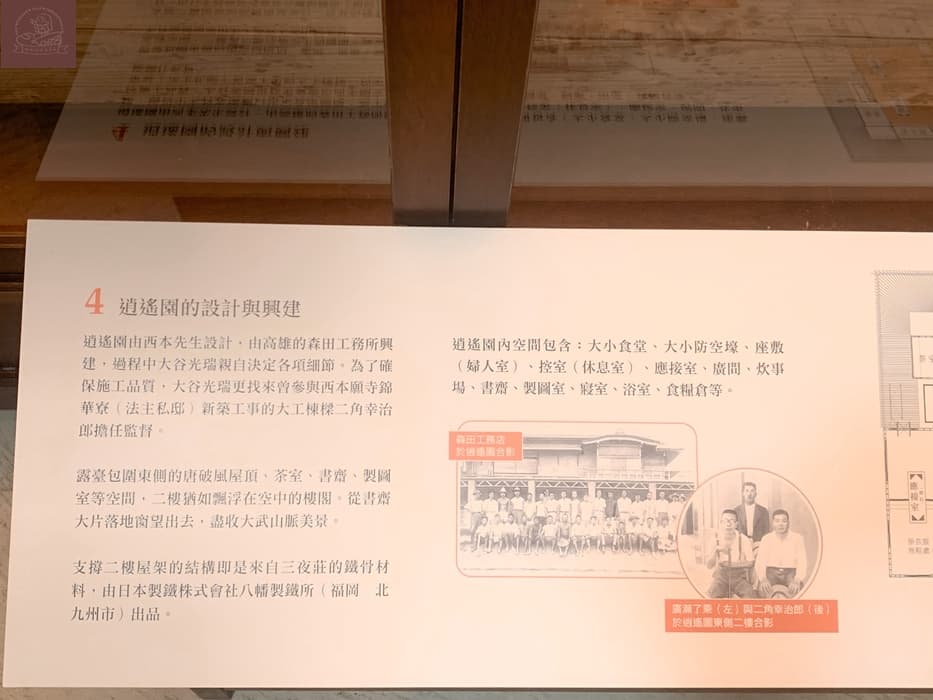 4 逍遙園的設計與興建
逍遙園由西本先生設計，由高雄的森田工務所興
建，過程中大谷光瑞親自決定各項細節。為了確
保施工品質，大谷光瑞更找來曾參與西本願寺錦
華寮（法主私邸）新築工事的大工棟樑二角幸治
郎擔任監督。
露臺包圍東側的唐破風屋頂、茶室、書齋、製圖
室等空間，二樓猶如飄浮在空中的樓閣。從書齋
大片落地窗望出去，盡收大武山脈美景。
支撐二樓屋架的結構即是來自三夜莊的鐵骨材
料，由日本製鐵株式會社八幡製鐵所（福岡　北
九州市）出品。
逍遙園內空間包含：大小食堂、大小防空壕、座敷
（婦人室）、控室（休息室）、應接室、廣間、炊事
場、書齋、製圖室、寢室、浴室、食糧倉等。
森田工務店
於逍遙園合影
廣瀨了乘（左）與二角幸治郎（後）
於逍遙園東側二樓合影
應接室